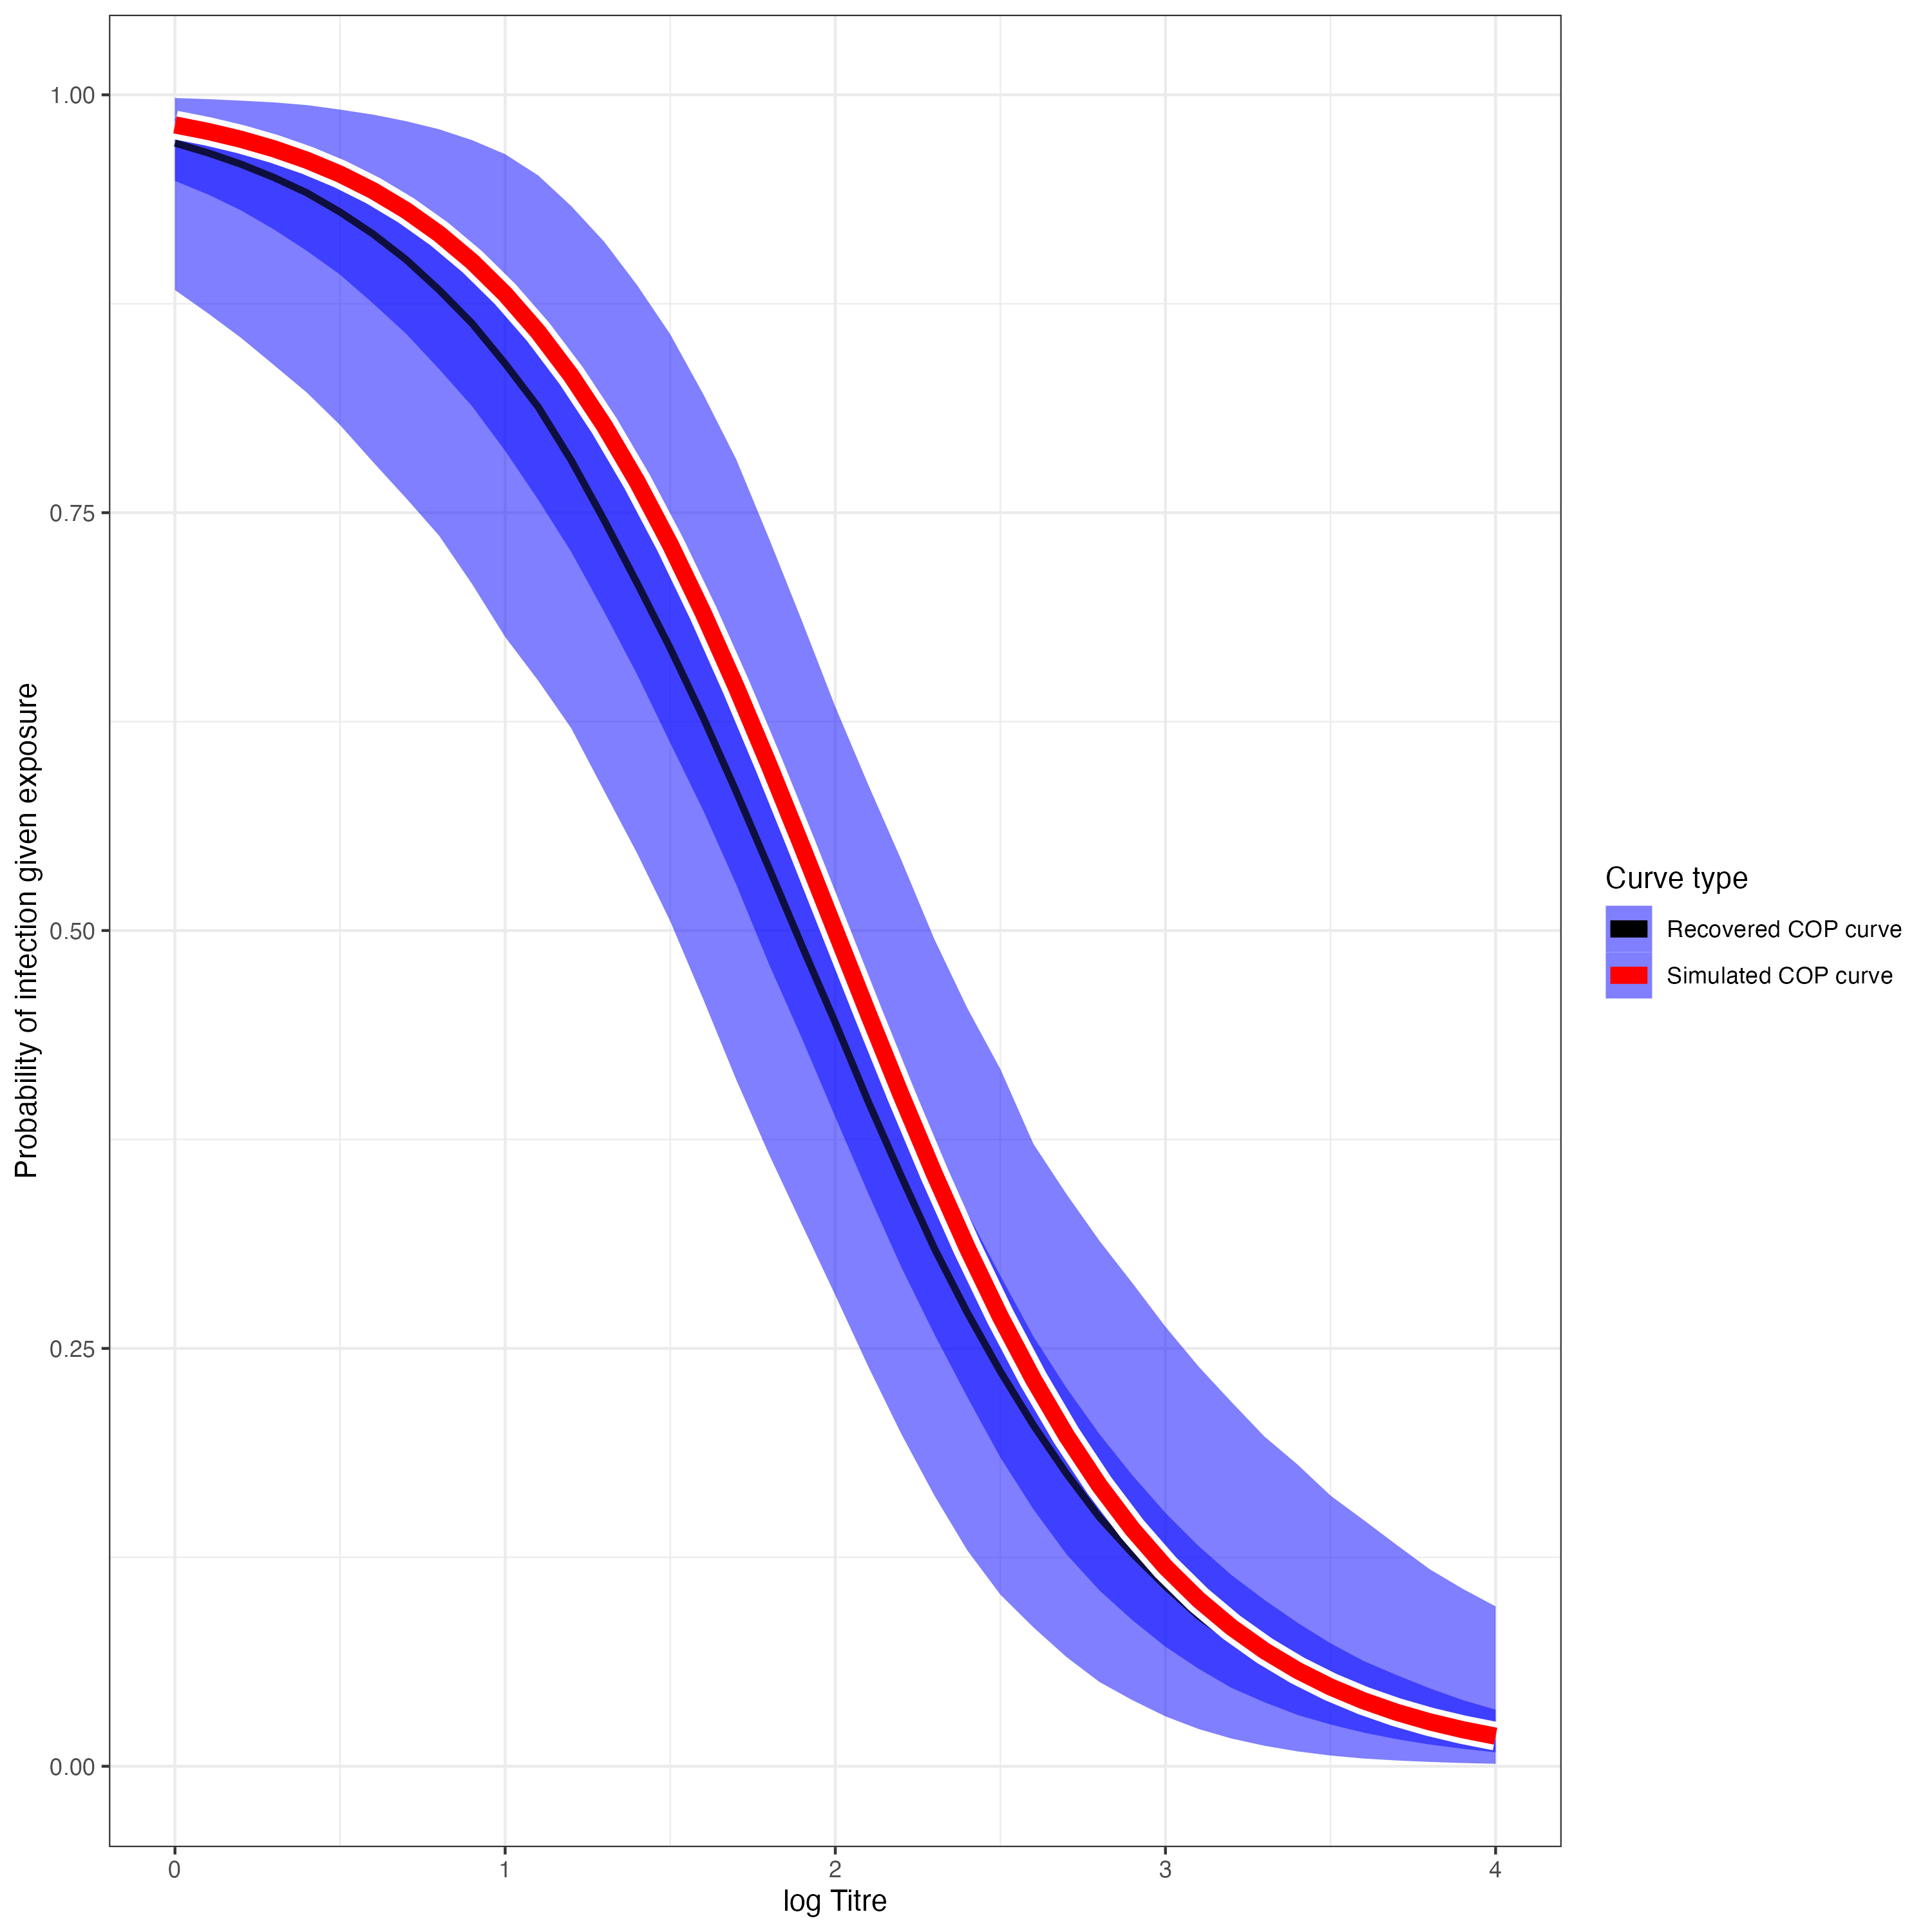 Probability of infection given exposure
1.00
0.75
0.50
0.25
0.00
0
1
2
3
4
log Titre
Curve type
Recovered COP curve
Simulated COP curve